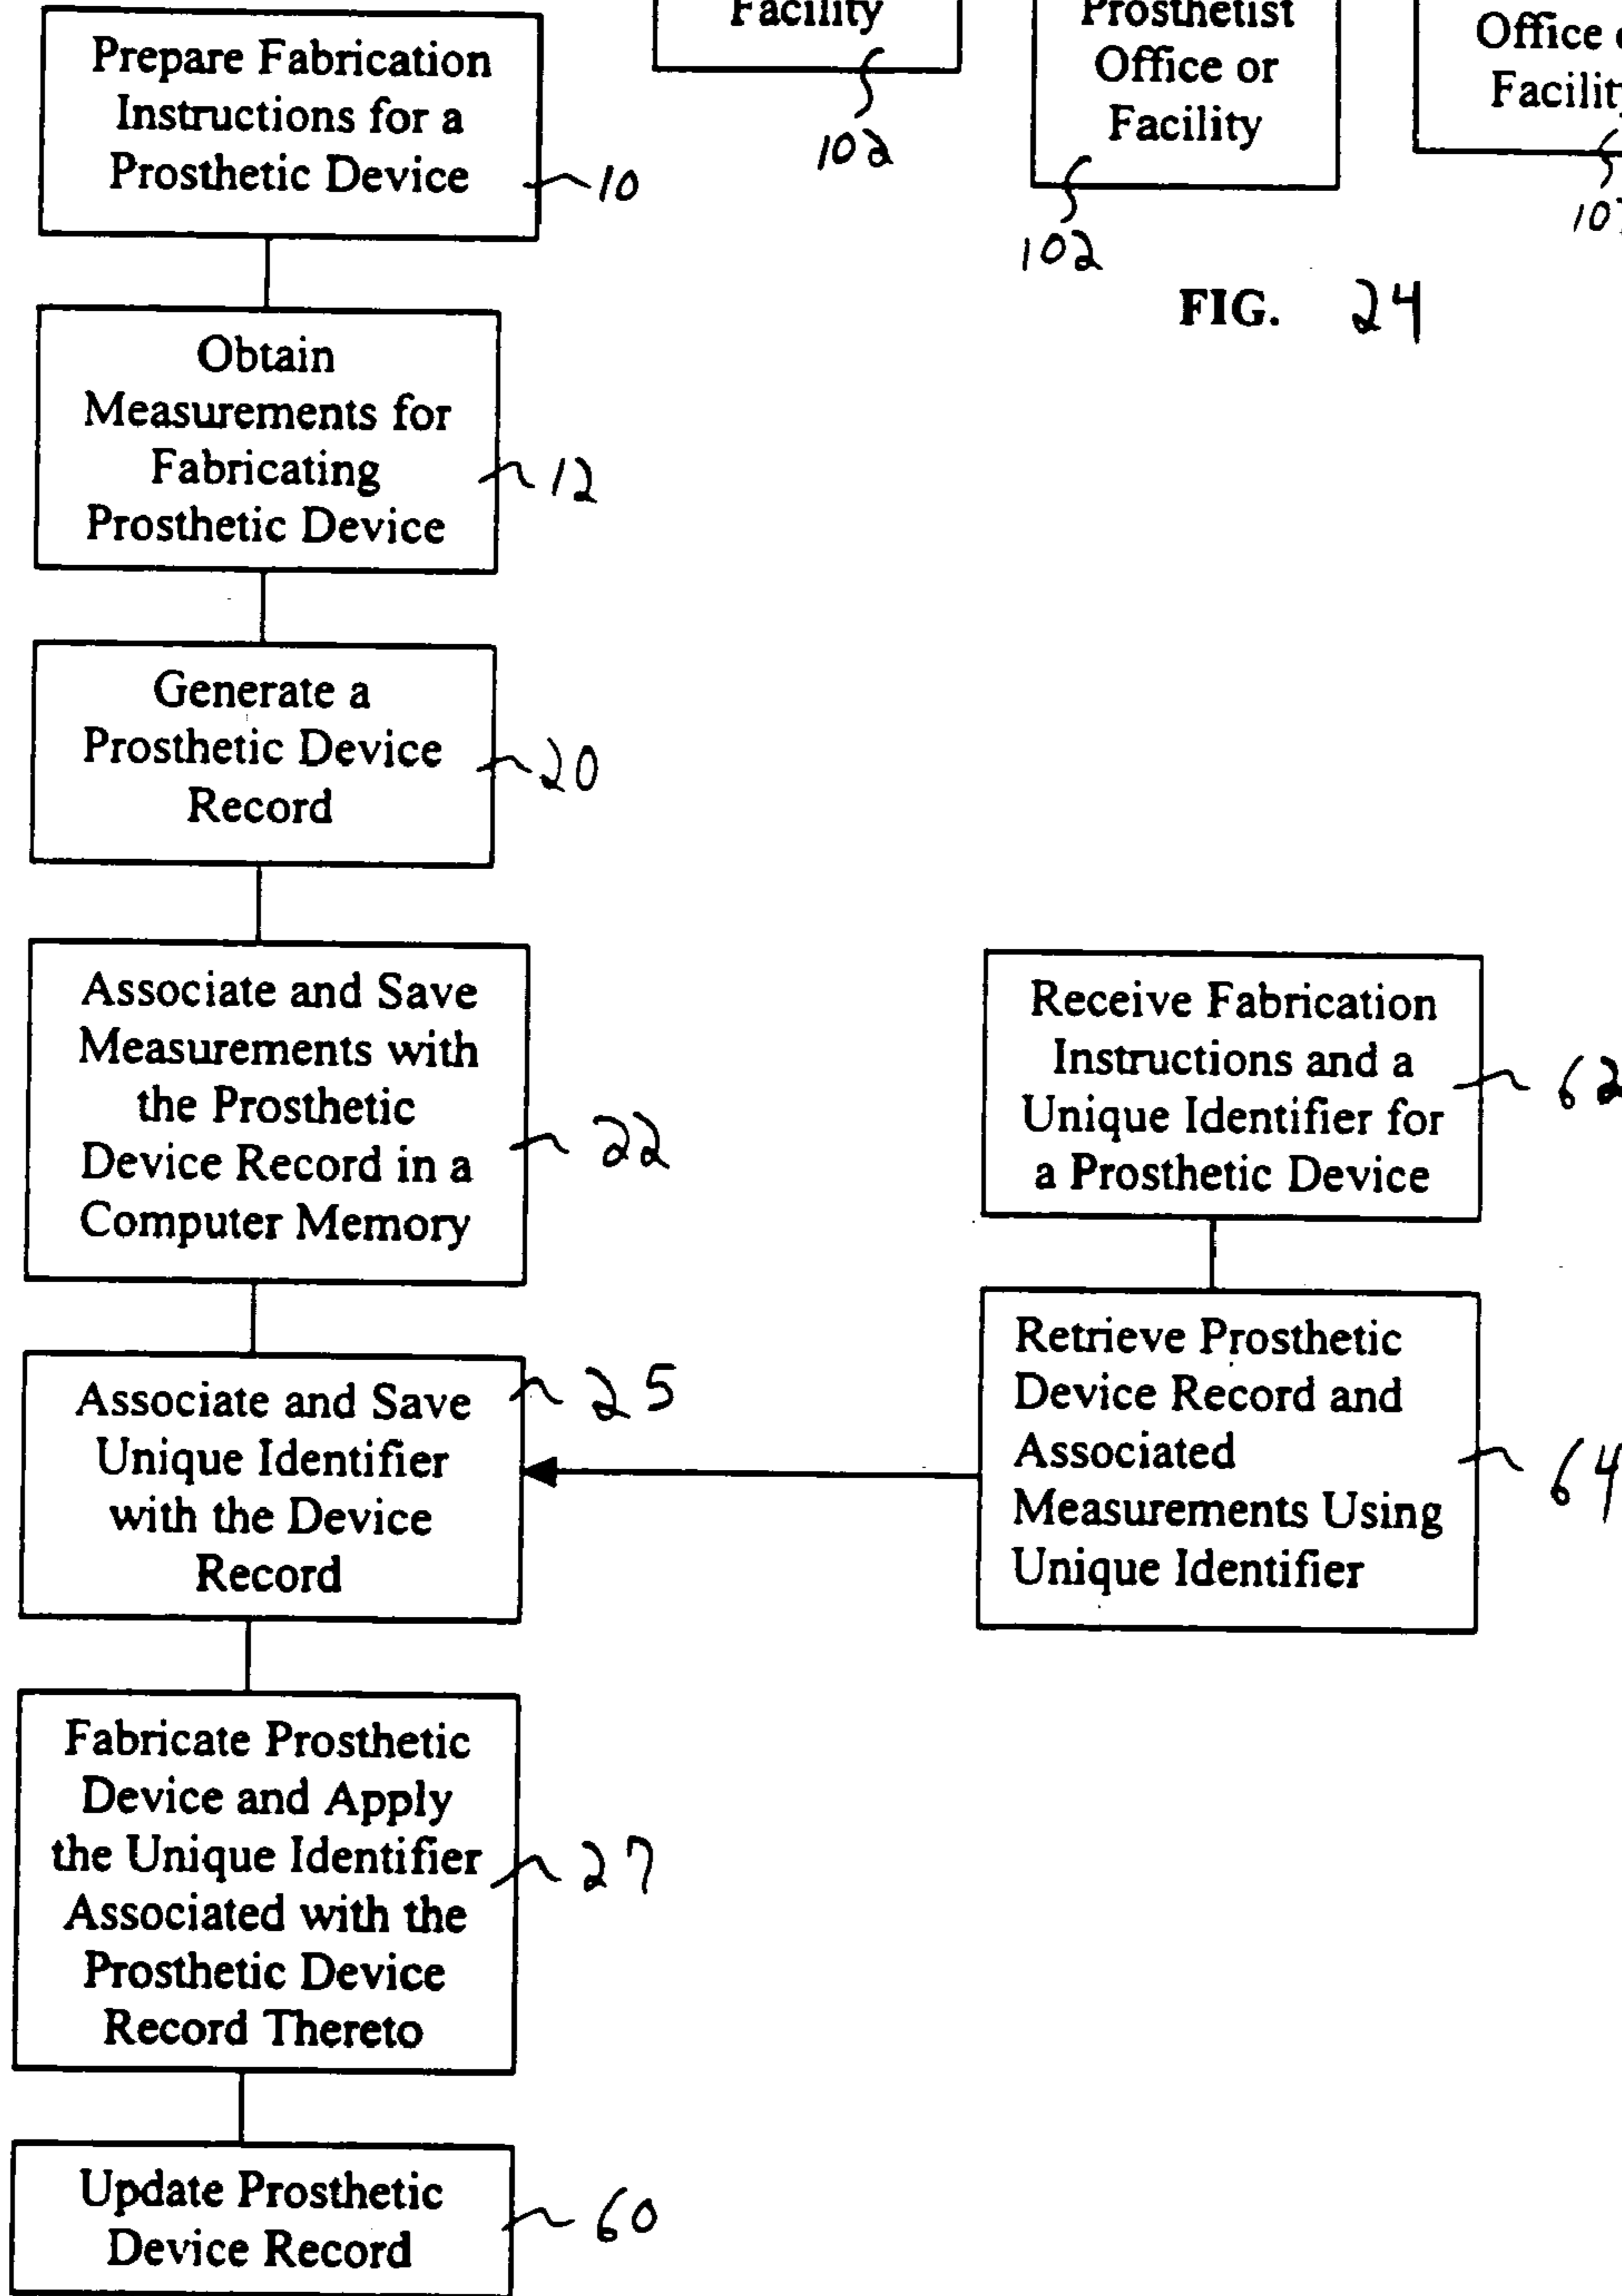 Facility
102
Prosthetist
Office or
Facility
102
Office
Facility
FIG. 24
Prepare Fabrication
Instructions for a
Prosthetic Device
10
Obtain
Measurements for
Fabricating
Prosthetic Device
12
Generate a
Prosthetic Device
Record
20
Associate and Save
Measurements with
the Prosthetic
Device Record in a
Computer Memory
22
Associate and Save
Unique Identifier
with the Device
Record
25
Fabricate Prosthetic
Device and Apply
the Unique Identifier
Associated with the
Prosthetic Device
Record Thereto
27
Update Prosthetic
Device Record
60
Receive Fabrication
Instructions and a
Unique Identifier for
a Prosthetic Device
62
Retrieve Prosthetic
Device Record and
Associated
Measurements Using
Unique Identifier
64